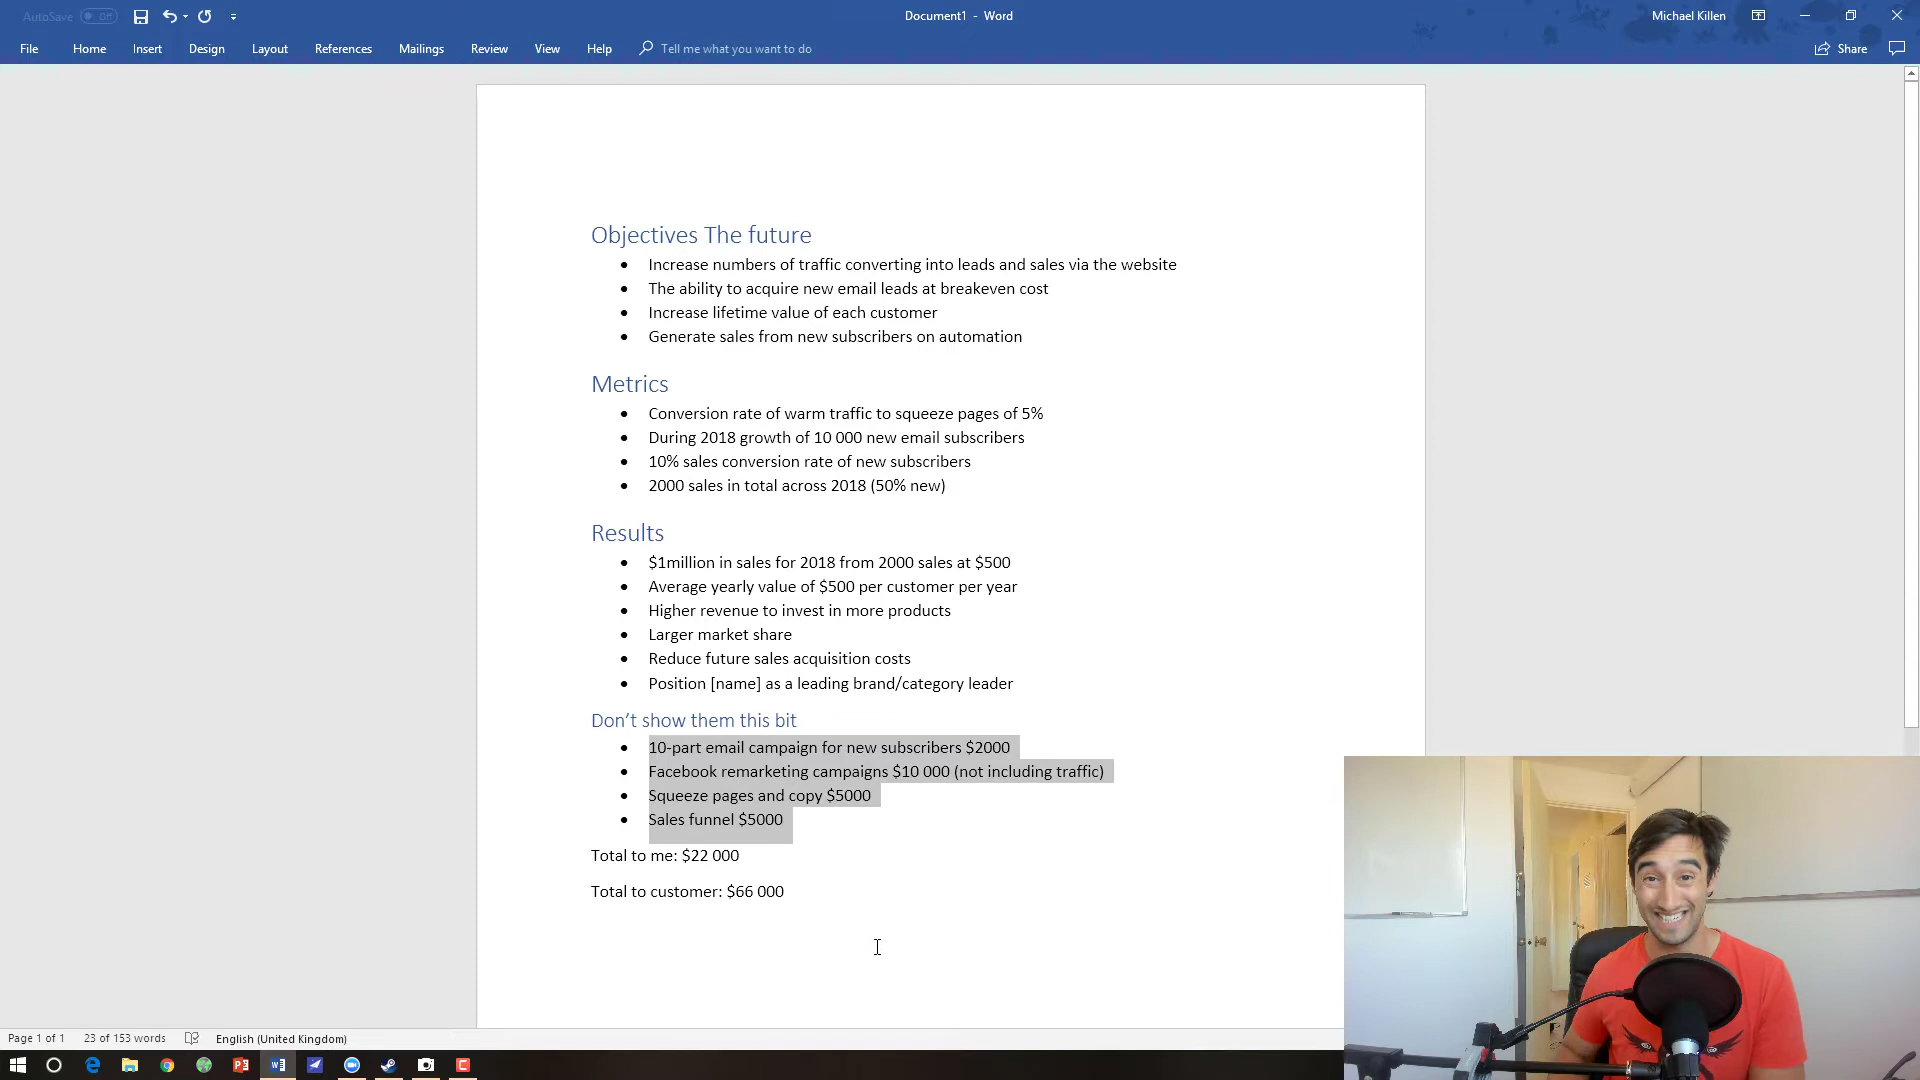 AutoSave Off
Document1 - Word
Michael Killen
File Home Insert Design Layout References Mailings Review View Help Tell me what you want to do Share
Objectives The future
• Increase numbers of traffic converting into leads and sales via the website
• The ability to acquire new email leads at breakeven cost
• Increase lifetime value of each customer
• Generate sales from new subscribers on automation
Metrics
• Conversion rate of warm traffic to squeeze pages of 5%
• During 2018 growth of 10 000 new email subscribers
• 10% sales conversion rate of new subscribers
• 2000 sales in total across 2018 (50% new)
Results
• $1million in sales for 2018 from 2000 sales at $500
• Average yearly value of $500 per customer per year
• Higher revenue to invest in more products
• Larger market share
• Reduce future sales acquisition costs
• Position [name] as a leading brand/category leader
Don’t show them this bit
• 10-part email campaign for new subscribers $2000
• Facebook remarketing campaigns $10 000 (not including traffic)
• Squeeze pages and copy $5000
• Sales funnel $5000
Total to me: $22 000
Total to customer: $66 000
Page 1 of 1 23 of 153 words English (United Kingdom)